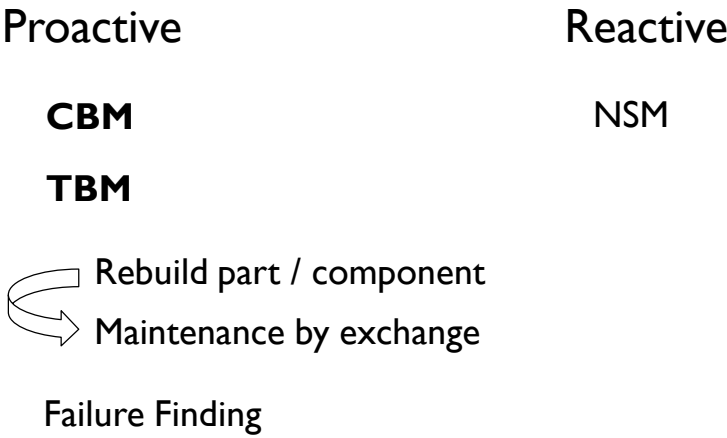 Proactive Reactive
CBM NSM
TBM
Rebuild part / component
Maintenance by exchange
Failure Finding